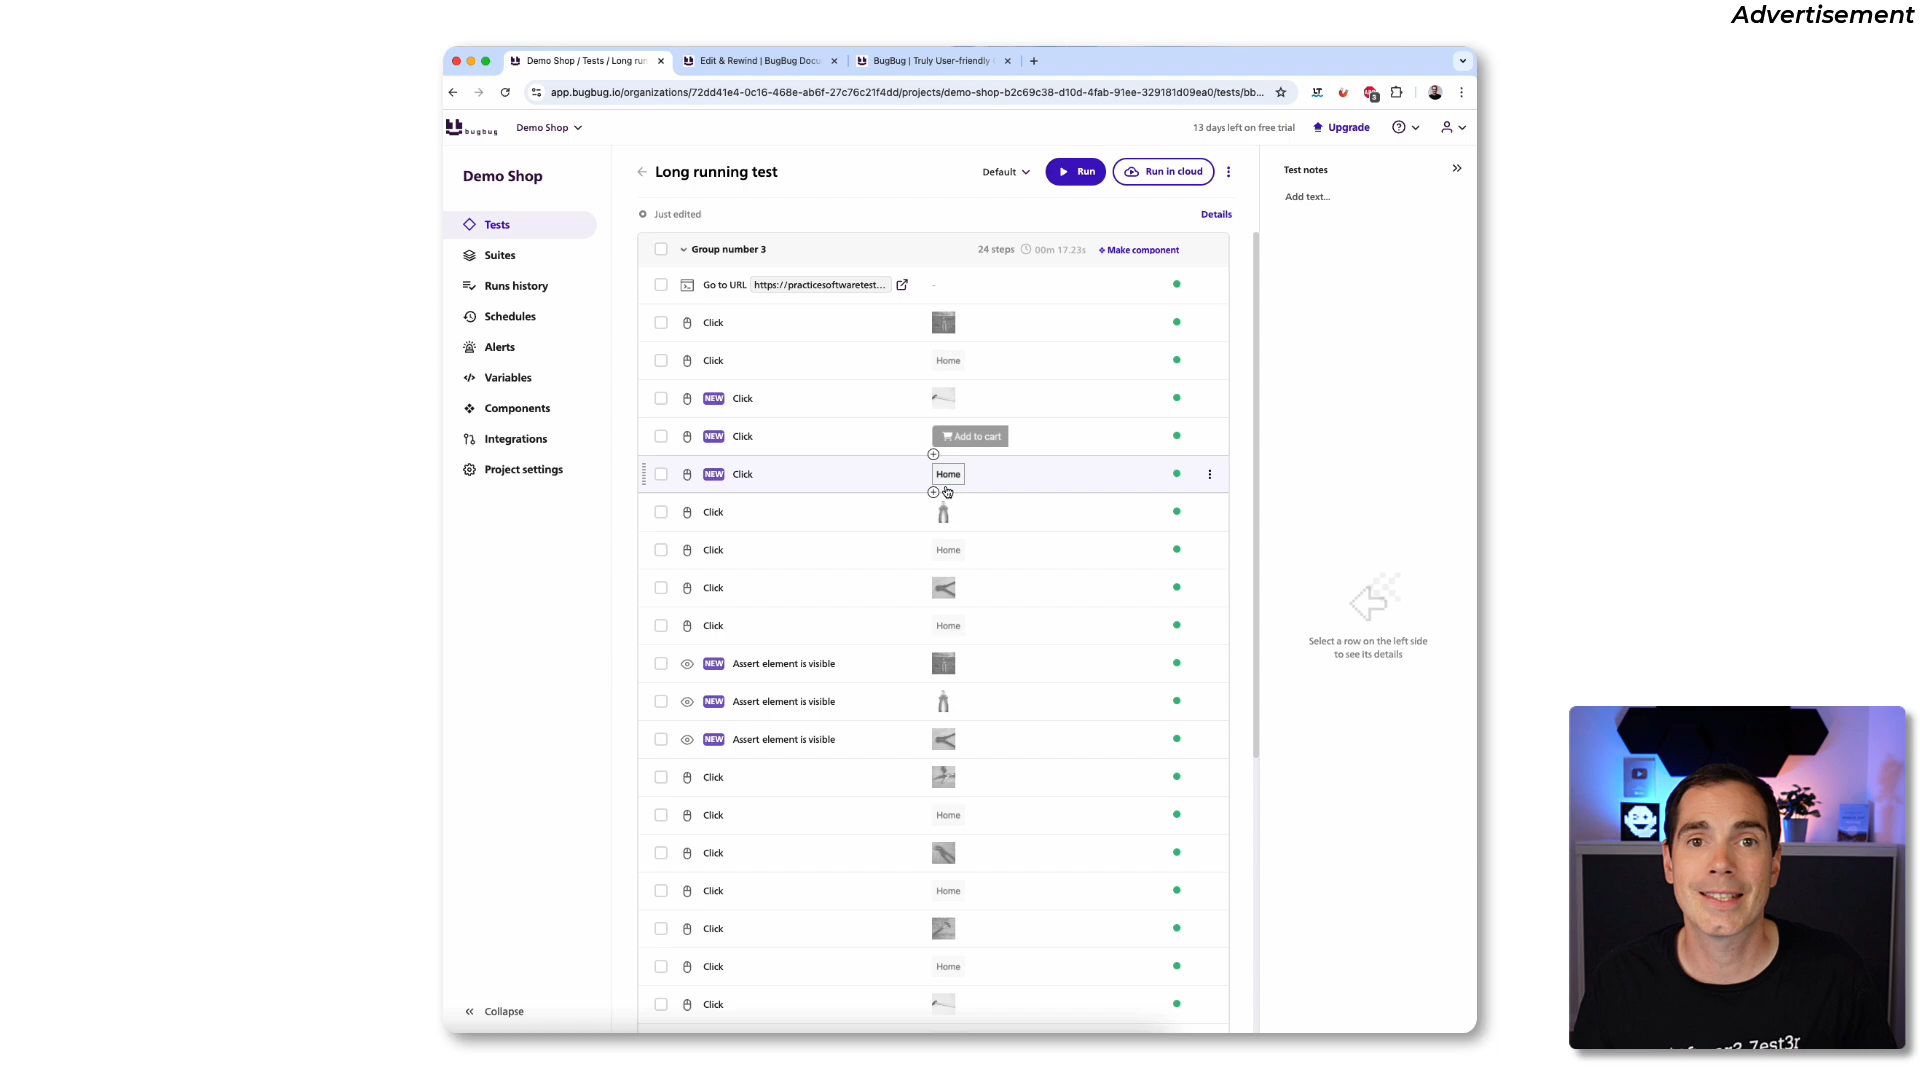 Advertisement
Demo Shop / Tests / Long run
Edit & Rewind | BugBug Docu
BugBug | Truly User-friendly
app.bugbug.io/organizations/72dd41e4-0c16-468e-ab6f-27c76c21f4dd/projects/demo-shop-b2c69c38-d10d-4fab-91ee-329181d09ea0/tests/bb...
LT
3
bugbug
Demo Shop
13 days left on free trial
Upgrade
Demo Shop
Tests
Suites
Runs history
Schedules
Alerts
Variables
Components
Integrations
Project settings
Collapse
Long running test
Default
Run
Run in cloud
Just edited
Details
Group number 3
24 steps
00m 17.23s
Make component
Go to URL https://practicesoftwaretest... -
Click
Click Home
NEW Click
NEW Click Add to cart
NEW Click Home
Click
Click Home
Click
Click Home
NEW Assert element is visible
NEW Assert element is visible
NEW Assert element is visible
Click
Click Home
Click
Click Home
Click
Click Home
Click
Test notes
Add text...
Select a row on the left side
to see its details